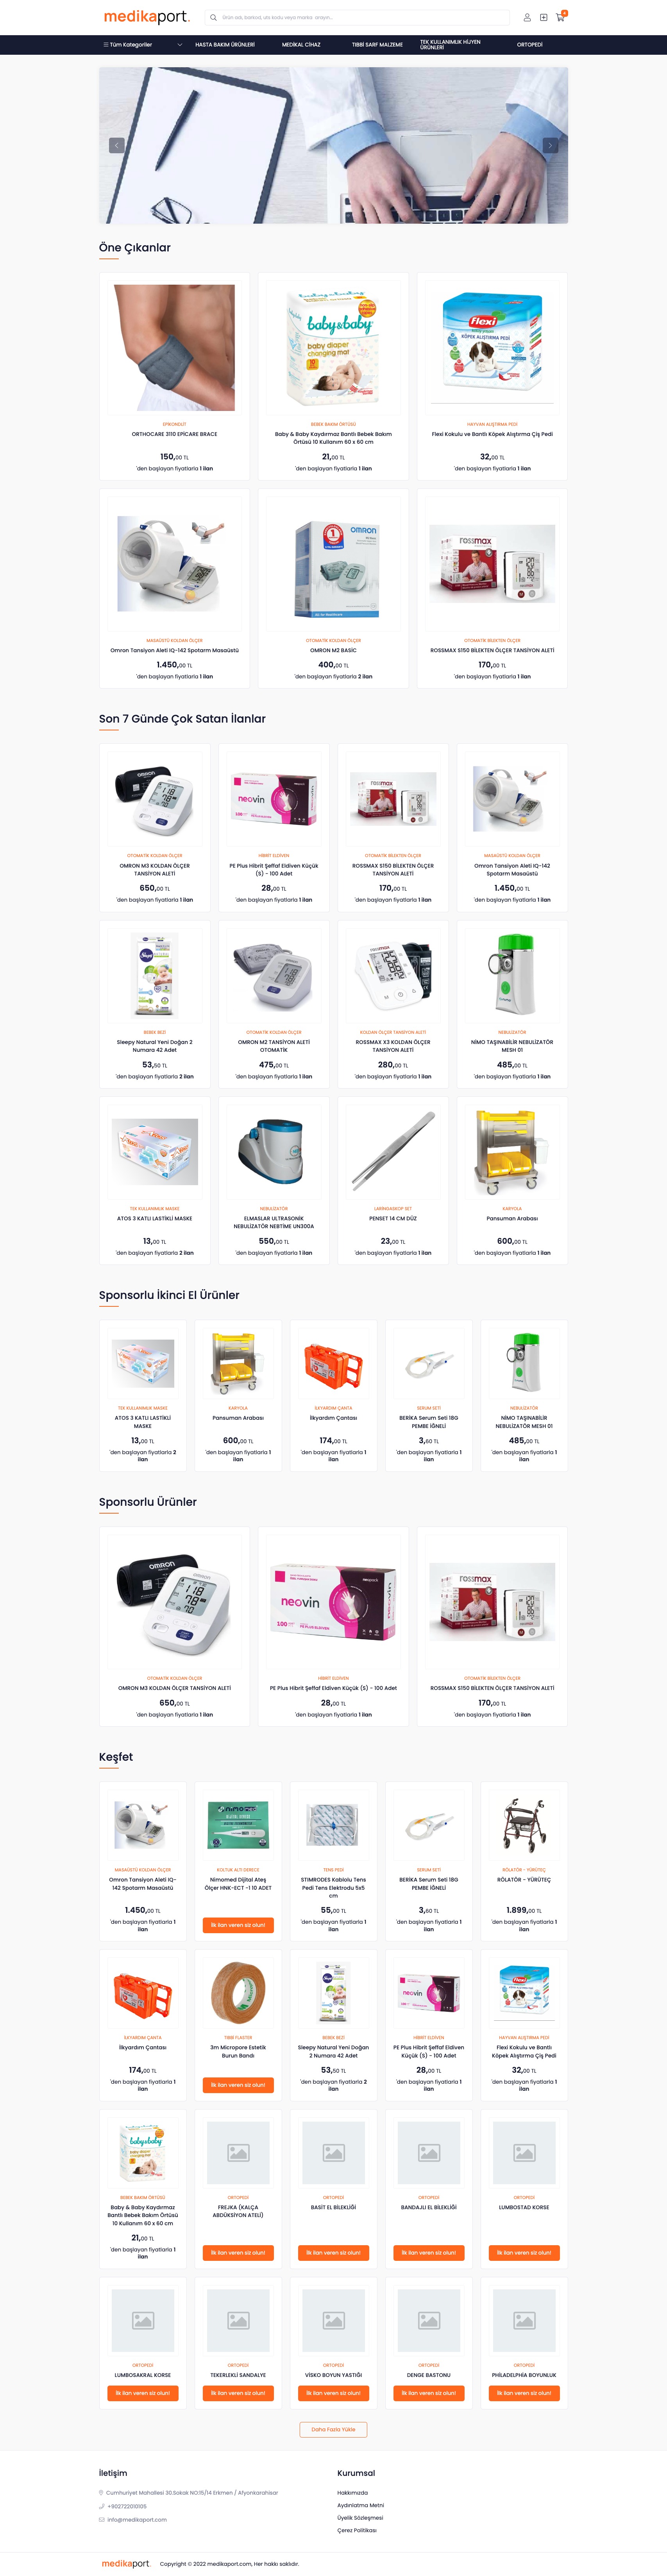 medikaport.
Ürün adı, barkod, uts kodu veya marka arayın...
Tüm Kategoriler
HASTA BAKIM ÜRÜNLERİ
MEDİKAL CİHAZ
TIBBİ SARF MALZEME
TEK KULLANIMLIK HİJYEN
ÜRÜNLERİ
ORTOPEDİ
Öne Çıkanlar
EPİKONDİLİT
ORTHOCARE 3110 EPİCARE BRACE
150,00 TL
'den başlayan fiyatlarla 1 ilan
baby&baby
baby diaper
changing mat
BEBEK BAKIM ÖRTÜSÜ
Baby & Baby Kaydırmaz Bantlı Bebek Bakım
Örtüsü 10 Kullanım 60 x 60 cm
21,00 TL
'den başlayan fiyatlarla 1 ilan
Flexi
KÖPEK ALIŞTIRMA PEDİ
HAYVAN ALIŞTIRMA PEDİ
Flexi Kokulu ve Bantlı Köpek Alıştırma Çiş Pedi
32,00 TL
'den başlayan fiyatlarla 1 ilan
MASAÜSTÜ KOLDAN ÖLÇER
Omron Tansiyon Aleti IQ-142 Spotarm Masaüstü
1.450,00 TL
'den başlayan fiyatlarla 1 ilan
OMRON
OTOMATİK KOLDAN ÖLÇER
OMRON M2 BASİC
400,00 TL
'den başlayan fiyatlarla 2 ilan
rossmax
OTOMATİK BİLEKTEN ÖLÇER
ROSSMAX S150 BİLEKTEN ÖLÇER TANSİYON ALETİ
170,00 TL
'den başlayan fiyatlarla 1 ilan
Son 7 Günde Çok Satan İlanlar
OTOMATİK KOLDAN ÖLÇER
OMRON M3 KOLDAN ÖLÇER
TANSİYON ALETİ
650,00 TL
'den başlayan fiyatlarla 1 ilan
neovin
HİBRİT ELDİVEN
PE Plus Hibrit Şeffaf Eldiven Küçük
(S) - 100 Adet
28,00 TL
'den başlayan fiyatlarla 1 ilan
rossmax
OTOMATİK BİLEKTEN ÖLÇER
ROSSMAX S150 BİLEKTEN ÖLÇER
TANSİYON ALETİ
170,00 TL
'den başlayan fiyatlarla 1 ilan
MASAÜSTÜ KOLDAN ÖLÇER
Omron Tansiyon Aleti IQ-142
Spotarm Masaüstü
1.450,00 TL
'den başlayan fiyatlarla 1 ilan
BEBEK BEZİ
Sleepy Natural Yeni Doğan 2
Numara 42 Adet
53,50 TL
'den başlayan fiyatlarla 2 ilan
OTOMATİK KOLDAN ÖLÇER
OMRON M2 TANSİYON ALETİ
OTOMATİK
475,00 TL
'den başlayan fiyatlarla 1 ilan
KOLDAN ÖLÇER TANSİYON ALETİ
ROSSMAX X3 KOLDAN ÖLÇER
TANSİYON ALETİ
280,00 TL
'den başlayan fiyatlarla 1 ilan
NEBULİZATÖR
NİMO TAŞINABİLİR NEBULİZATÖR
MESH 01
485,00 TL
'den başlayan fiyatlarla 1 ilan
TEK KULLANIMLIK MASKE
ATOS 3 KATLI LASTİKLİ MASKE
13,00 TL
'den başlayan fiyatlarla 2 ilan
NEBULİZATÖR
ELMASLAR ULTRASONİK
NEBULİZATÖR NEBTİME UN300A
550,00 TL
'den başlayan fiyatlarla 1 ilan
LARİNGASKOP SET
PENSET 14 CM DÜZ
23,00 TL
'den başlayan fiyatlarla 1 ilan
KARYOLA
Pansuman Arabası
600,00 TL
'den başlayan fiyatlarla 1 ilan
Sponsorlu İkinci El Ürünler
TEK KULLANIMLIK MASKE
ATOS 3 KATLI LASTİKLİ
MASKE
13,00 TL
'den başlayan fiyatlarla 2
ilan
KARYOLA
Pansuman Arabası
600,00 TL
'den başlayan fiyatlarla 1
ilan
İLKYARDIM ÇANTA
İlkyardım Çantası
174,00 TL
'den başlayan fiyatlarla 1
ilan
SERUM SETİ
BERİKA Serum Seti 18G
PEMBE İĞNELİ
3,60 TL
'den başlayan fiyatlarla 1
ilan
NEBULİZATÖR
NİMO TAŞINABİLİR
NEBULİZATÖR MESH 01
485,00 TL
'den başlayan fiyatlarla 1
ilan
Sponsorlu Ürünler
OMRON
OTOMATİK KOLDAN ÖLÇER
OMRON M3 KOLDAN ÖLÇER TANSİYON ALETİ
650,00 TL
'den başlayan fiyatlarla 1 ilan
neovin
100
HİBRİT ELDİVEN
PE Plus Hibrit Şeffaf Eldiven Küçük (S) - 100 Adet
28,00 TL
'den başlayan fiyatlarla 1 ilan
rossmax
OTOMATİK BİLEKTEN ÖLÇER
ROSSMAX S150 BİLEKTEN ÖLÇER TANSİYON ALETİ
170,00 TL
'den başlayan fiyatlarla 1 ilan
Keşfet
MASAÜSTÜ KOLDAN ÖLÇER
Omron Tansiyon Aleti IQ-
142 Spotarm Masaüstü
1.450,00 TL
'den başlayan fiyatlarla 1
ilan
KOLTUK ALTI DERECE
Nimomed Dijital Ateş
Ölçer HNK-ECT -1 10 ADET
İlk ilan veren siz olun!
TENS PEDİ
STIMRODES Kablolu Tens
Pedi Tens Elektrodu 5x5
cm
55,00 TL
'den başlayan fiyatlarla 1
ilan
SERUM SETİ
BERİKA Serum Seti 18G
PEMBE İĞNELİ
3,60 TL
'den başlayan fiyatlarla 1
ilan
ROLATÖR - YÜRÜTEÇ
ROLATÖR - YÜRÜTEÇ
1.899,00 TL
'den başlayan fiyatlarla 1
ilan
İLKYARDIM ÇANTA
İlkyardım Çantası
174,00 TL
'den başlayan fiyatlarla 1
ilan
TIBBİ FLASTER
3m Micropore Estetik
Burun Bandı
İlk ilan veren siz olun!
BEBEK BEZİ
Sleepy Natural Yeni Doğan
2 Numara 42 Adet
53,50 TL
'den başlayan fiyatlarla 2
ilan
neovin
HİBRİT ELDİVEN
PE Plus Hibrit Şeffaf Eldiven
Küçük (S) - 100 Adet
28,00 TL
'den başlayan fiyatlarla 1
ilan
Flexi
HAYVAN ALIŞTIRMA PEDİ
Flexi Kokulu ve Bantlı
Köpek Alıştırma Çiş Pedi
32,00 TL
'den başlayan fiyatlarla 1
ilan
baby&baby
BEBEK BAKIM ÖRTÜSÜ
Baby & Baby Kaydırmaz
Bantlı Bebek Bakım Örtüsü
10 Kullanım 60 x 60 cm
21,00 TL
'den başlayan fiyatlarla 1
ilan
ORTOPEDİ
FREJKA (KALÇA
ABDÜKSİYON ATELİ)
İlk ilan veren siz olun!
ORTOPEDİ
BASİT EL BİLEKLİĞİ
İlk ilan veren siz olun!
ORTOPEDİ
BANDAJLI EL BİLEKLİĞİ
İlk ilan veren siz olun!
ORTOPEDİ
LUMBOSTAD KORSE
İlk ilan veren siz olun!
ORTOPEDİ
LUMBOSAKRAL KORSE
İlk ilan veren siz olun!
ORTOPEDİ
TEKERLEKLİ SANDALYE
İlk ilan veren siz olun!
ORTOPEDİ
VİSKO BOYUN YASTIĞI
İlk ilan veren siz olun!
ORTOPEDİ
DENGE BASTONU
İlk ilan veren siz olun!
ORTOPEDİ
PHİLADELPHİA BOYUNLUK
İlk ilan veren siz olun!
Daha Fazla Yükle
İletişim
Cumhuriyet Mahallesi 30.Sokak NO:15/14 Erkmen / Afyonkarahisar
+902722010105
info@medikaport.com
Kurumsal
Hakkımızda
Aydınlatma Metni
Üyelik Sözleşmesi
Çerez Politikası
medikaport.
Copyright © 2022 medikaport.com, Her hakkı saklıdır.